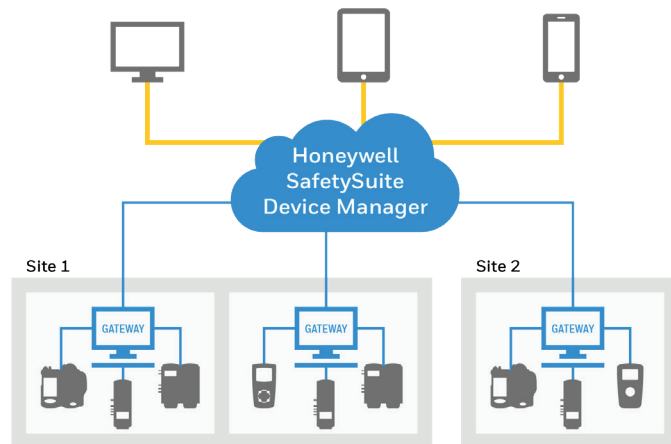 Honeywell
SafetySuite
Device Manager
Site 1
Site 2
GATEWAY
GATEWAY
GATEWAY